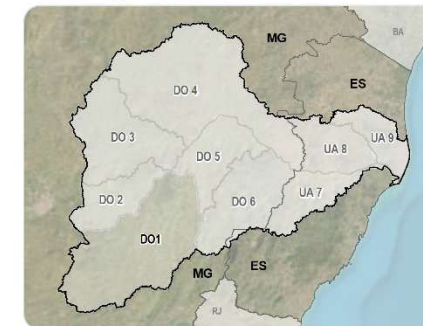 BA
MG
ES
DO 4
DO 3
DO 5
UA 8
UA 9
DO 2
DO 6
UA 7
DO1
MG
ES
RJ